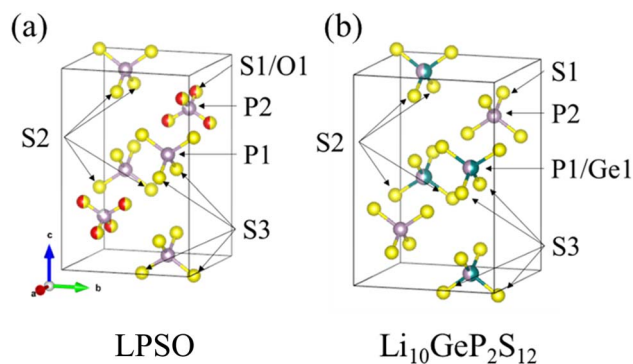 (a)
S1/O1
P2
S2
P1
S3
c
a
b
LPSO
(b)
S1
P2
S2
P1/Ge1
S3
Li₁₀GeP₂S₁₂